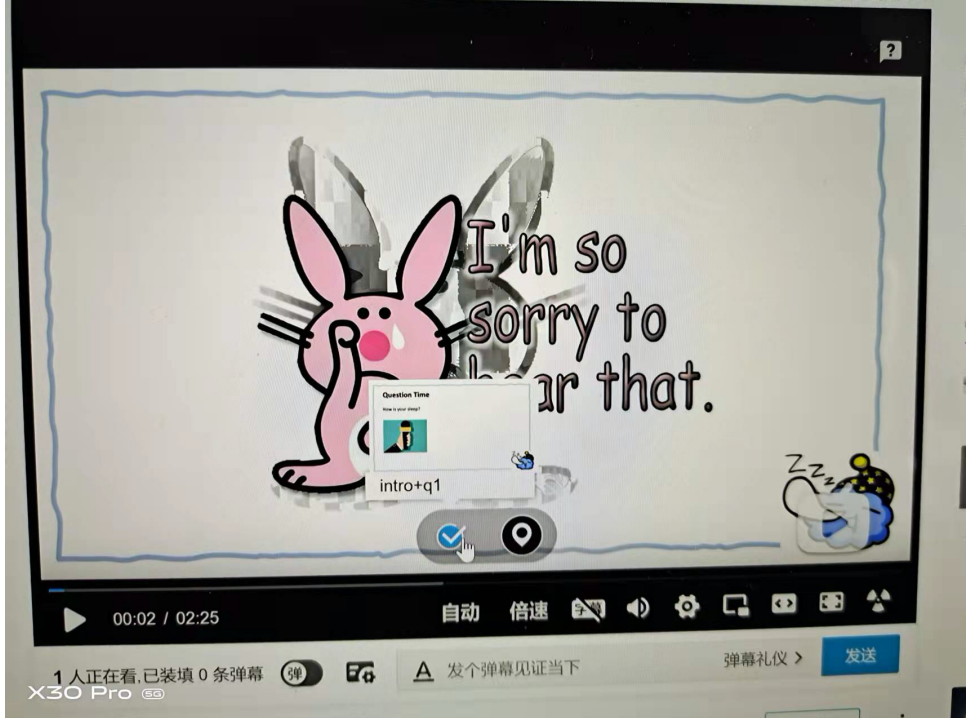 ?
I'm so
sorry to
ar that.
Question Time
How is your sleep?
intro+q1
Zzzz
00:02 / 02:25
自动 倍速 字幕
1 人正在看,已装填 0 条弹幕 弹 A 发个弹幕见证当下 弹幕礼仪 > 发送
X30 Pro 5G